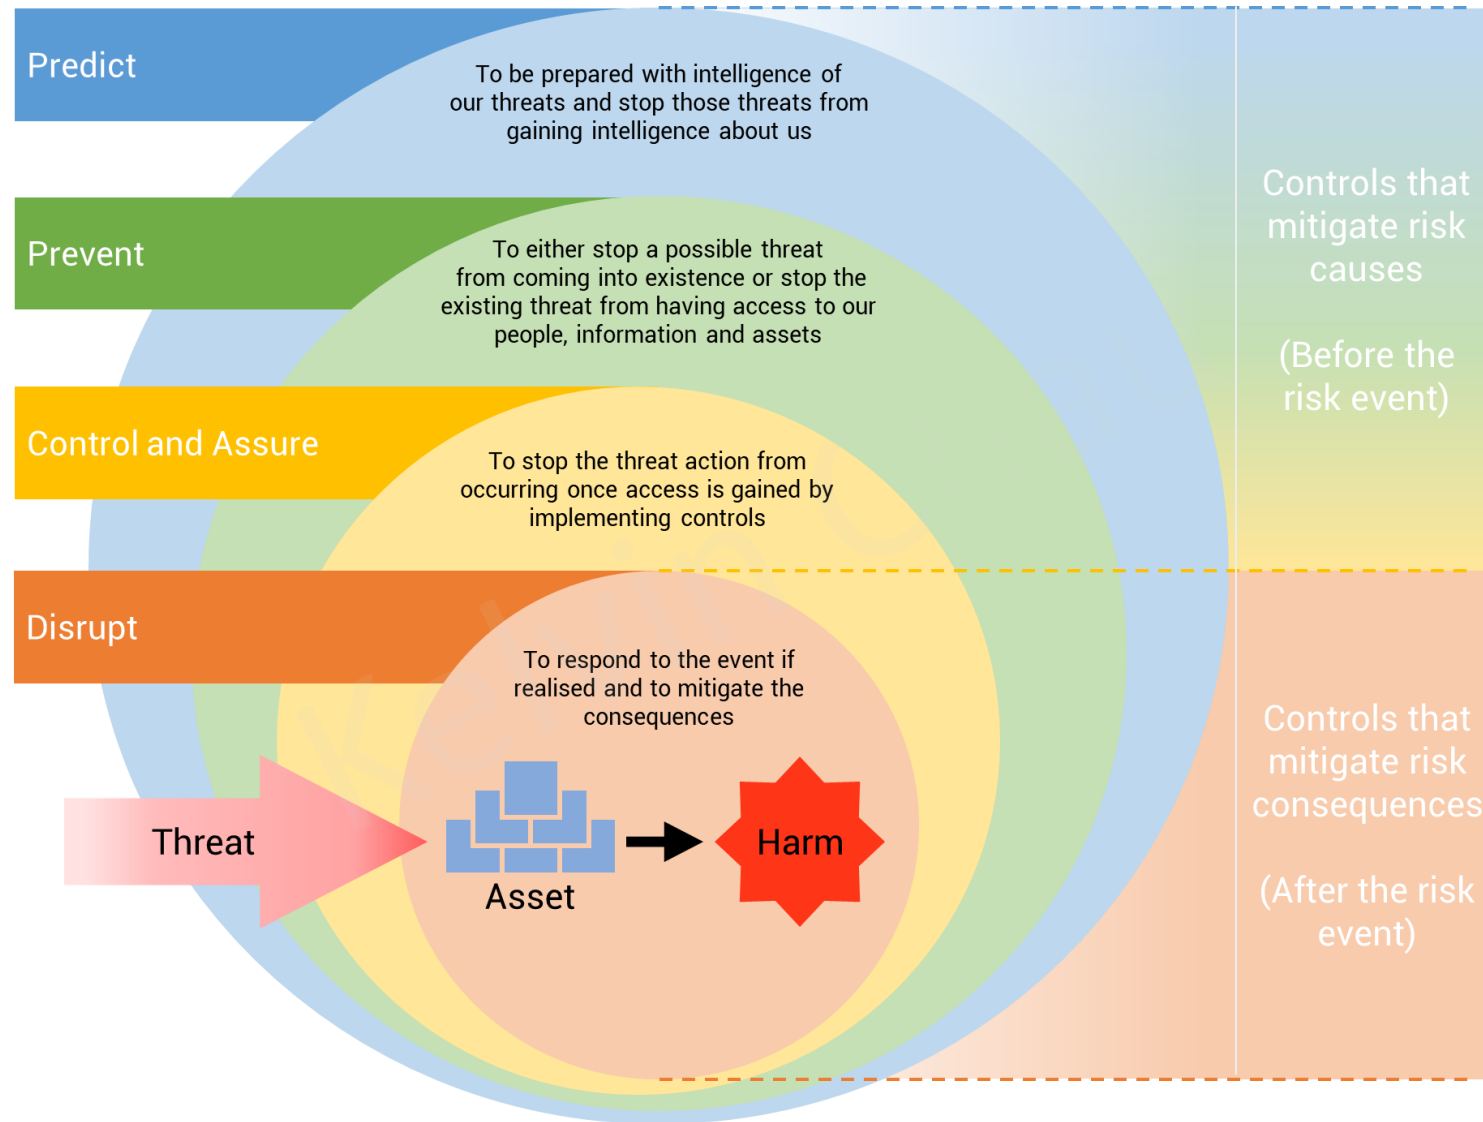 Predict
To be prepared with intelligence of
our threats and stop those threats from
gaining intelligence about us
Prevent
To either stop a possible threat
from coming into existence or stop the
existing threat from having access to our
people, information and assets
Control and Assure
To stop the threat action from
occurring once access is gained by
implementing controls
Disrupt
To respond to the event if
realised and to mitigate the
consequences
Threat
Asset
Harm
Controls that
mitigate risk
causes
(Before the
risk event)
Controls that
mitigate risk
consequences
(After the risk
event)
Kelvin